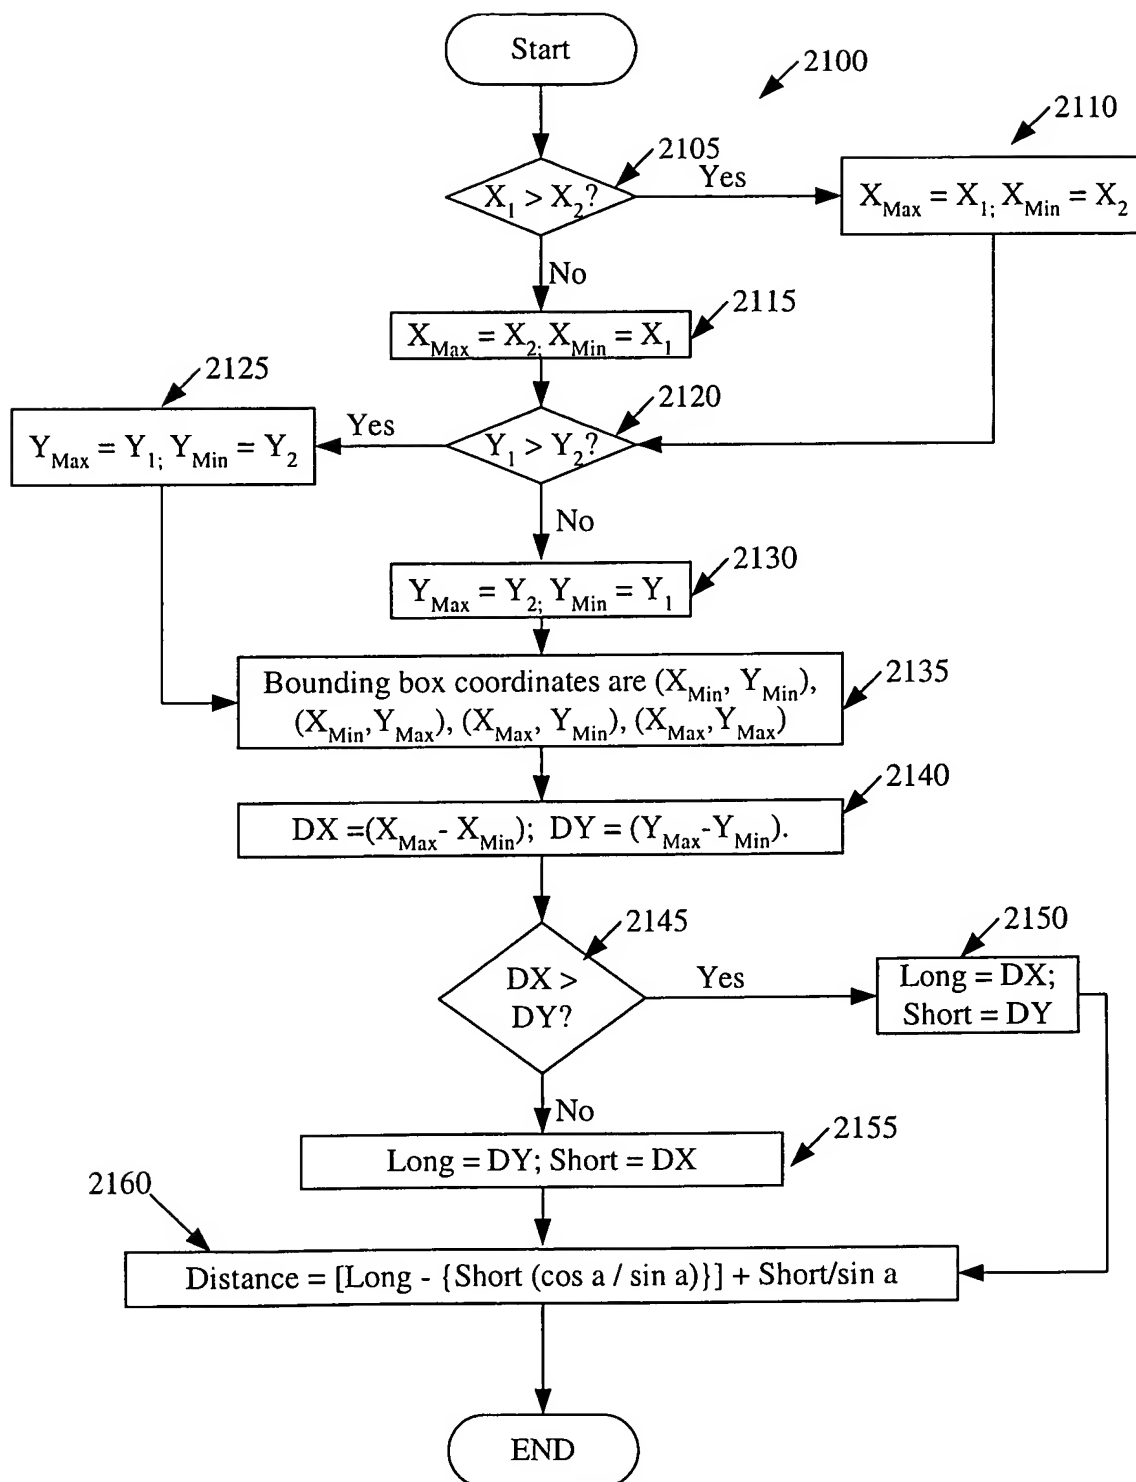 Start
2100
2110
2105
X1 > X2?
Yes
XMax = X1; XMin = X2
No
2115
XMax = X2; XMin = X1
2125
2120
YMax = Y1; YMin = Y2
Yes
Y1 > Y2?
No
2130
YMax = Y2; YMin = Y1
2135
Bounding box coordinates are (XMin, YMin),
(XMin,YMax), (XMax, YMin), (XMax,YMax)
2140
DX =(XMax- XMin); DY = (YMax-YMin).
2145
2150
DX >
DY?
Yes
Long = DX;
Short = DY
No
2155
Long = DY; Short = DX
2160
Distance = [Long - {Short (cos a / sin a)}] + Short/sin a
END